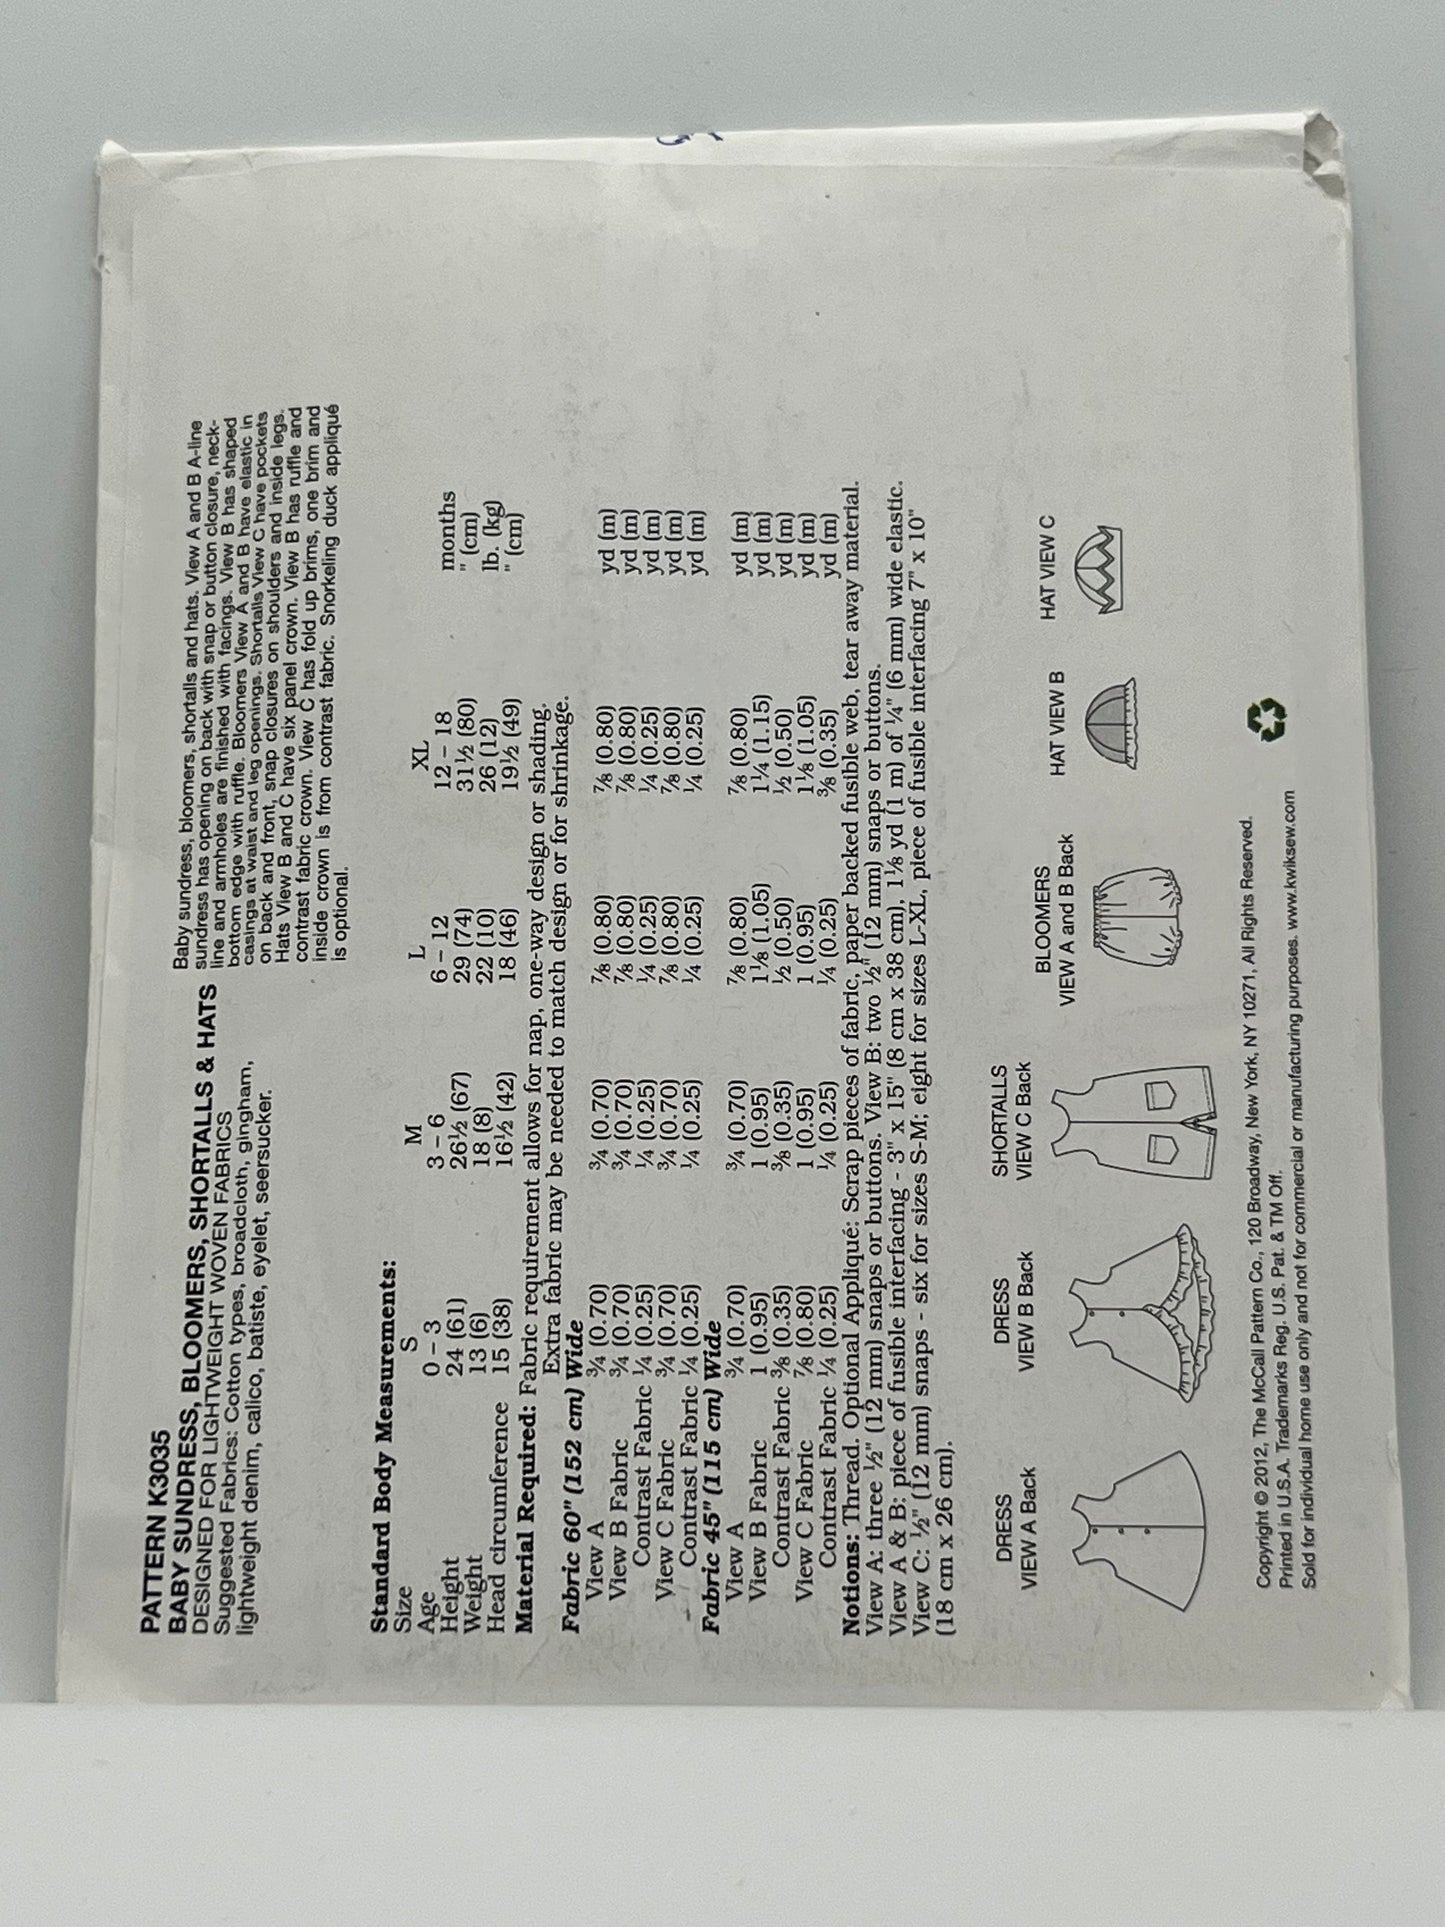 PATTERN K3035
BABY SUNDRESS, BLOOMERS, SHORTALLS & HATS
DESIGNED FOR LIGHTWEIGHT WOVEN FABRICS
Suggested Fabrics: Cotton types, broadcloth, gingham,
lightweight denim, calico, batiste, eyelet, seersucker.
Baby sundress, bloomers, shortalls and hats. View A and B A-line
sundress has opening on back with snap or button closure, neck-
line and armholes are finished with facings. View B has shaped
bottom edge with ruffle. Bloomers View A and B have elastic in
casings at waist and leg openings. Shortalls View C have pockets
on back and front, snap closures on shoulders and inside legs.
Hats View B and C have six panel crown. View B has ruffle and
contrast fabric crown. View C has fold up brims, one brim and
inside crown is from contrast fabric. Snorkeling duck appliqué
is optional.
Standard Body Measurements:
Size S M L XL
Age 0 – 3 3 – 6 6 – 12 12 – 18 months
Height 24 (61) 26½ (67) 29 (74) 31½ (80) " (cm)
Weight 13 (6) 18 (8) 22 (10) 26 (12) lb. (kg)
Head circumference 15 (38) 16½ (42) 18 (46) 19½ (49) " (cm)
Material Required: Fabric requirement allows for nap, one-way design or shading.
Extra fabric may be needed to match design or for shrinkage.
Fabric 60" (152 cm) Wide
View A ¾ (0.70) ¾ (0.70) ⅞ (0.80) ⅞ (0.80) yd (m)
View B Fabric ¾ (0.70) ¾ (0.70) ⅞ (0.80) ⅞ (0.80) yd (m)
Contrast Fabric ¼ (0.25) ¼ (0.25) ¼ (0.25) ¼ (0.25) yd (m)
View C Fabric ¾ (0.70) ¾ (0.70) ⅞ (0.80) ⅞ (0.80) yd (m)
Contrast Fabric ¼ (0.25) ¼ (0.25) ¼ (0.25) ¼ (0.25) yd (m)
Fabric 45" (115 cm) Wide
View A ¾ (0.70) ¾ (0.70) ⅞ (0.80) ⅞ (0.80) yd (m)
View B Fabric 1 (0.95) 1 (0.95) 1⅛ (1.05) 1¼ (1.15) yd (m)
Contrast Fabric ⅜ (0.35) ⅜ (0.35) ½ (0.50) ½ (0.50) yd (m)
View C Fabric ⅞ (0.80) 1 (0.95) 1 (0.95) 1⅛ (1.05) yd (m)
Contrast Fabric ¼ (0.25) ¼ (0.25) ¼ (0.25) ⅜ (0.35) yd (m)
Notions: Thread. Optional Appliqué: Scrap pieces of fabric, paper backed fusible web, tear away material.
View A: three ½" (12 mm) snaps or buttons. View B: two ½" (12 mm) snaps or buttons.
View A & B: piece of fusible interfacing - 3" x 15" (8 cm x 38 cm), 1⅛ yd (1 m) of ¼" (6 mm) wide elastic.
View C: ½" (12 mm) snaps - six for sizes S-M; eight for sizes L-XL, piece of fusible interfacing 7" x 10"
(18 cm x 26 cm).
DRESS
VIEW A Back
DRESS
VIEW B Back
SHORTALLS
VIEW C Back
BLOOMERS
VIEW A and B Back
HAT VIEW B
HAT VIEW C
Copyright © 2012, The McCall Pattern Co., 120 Broadway, New York, NY 10271, All Rights Reserved.
Printed in U.S.A. Trademarks Reg. U.S. Pat. & TM Off.
Sold for individual home use only and not for commercial or manufacturing purposes. www.kwiksew.com